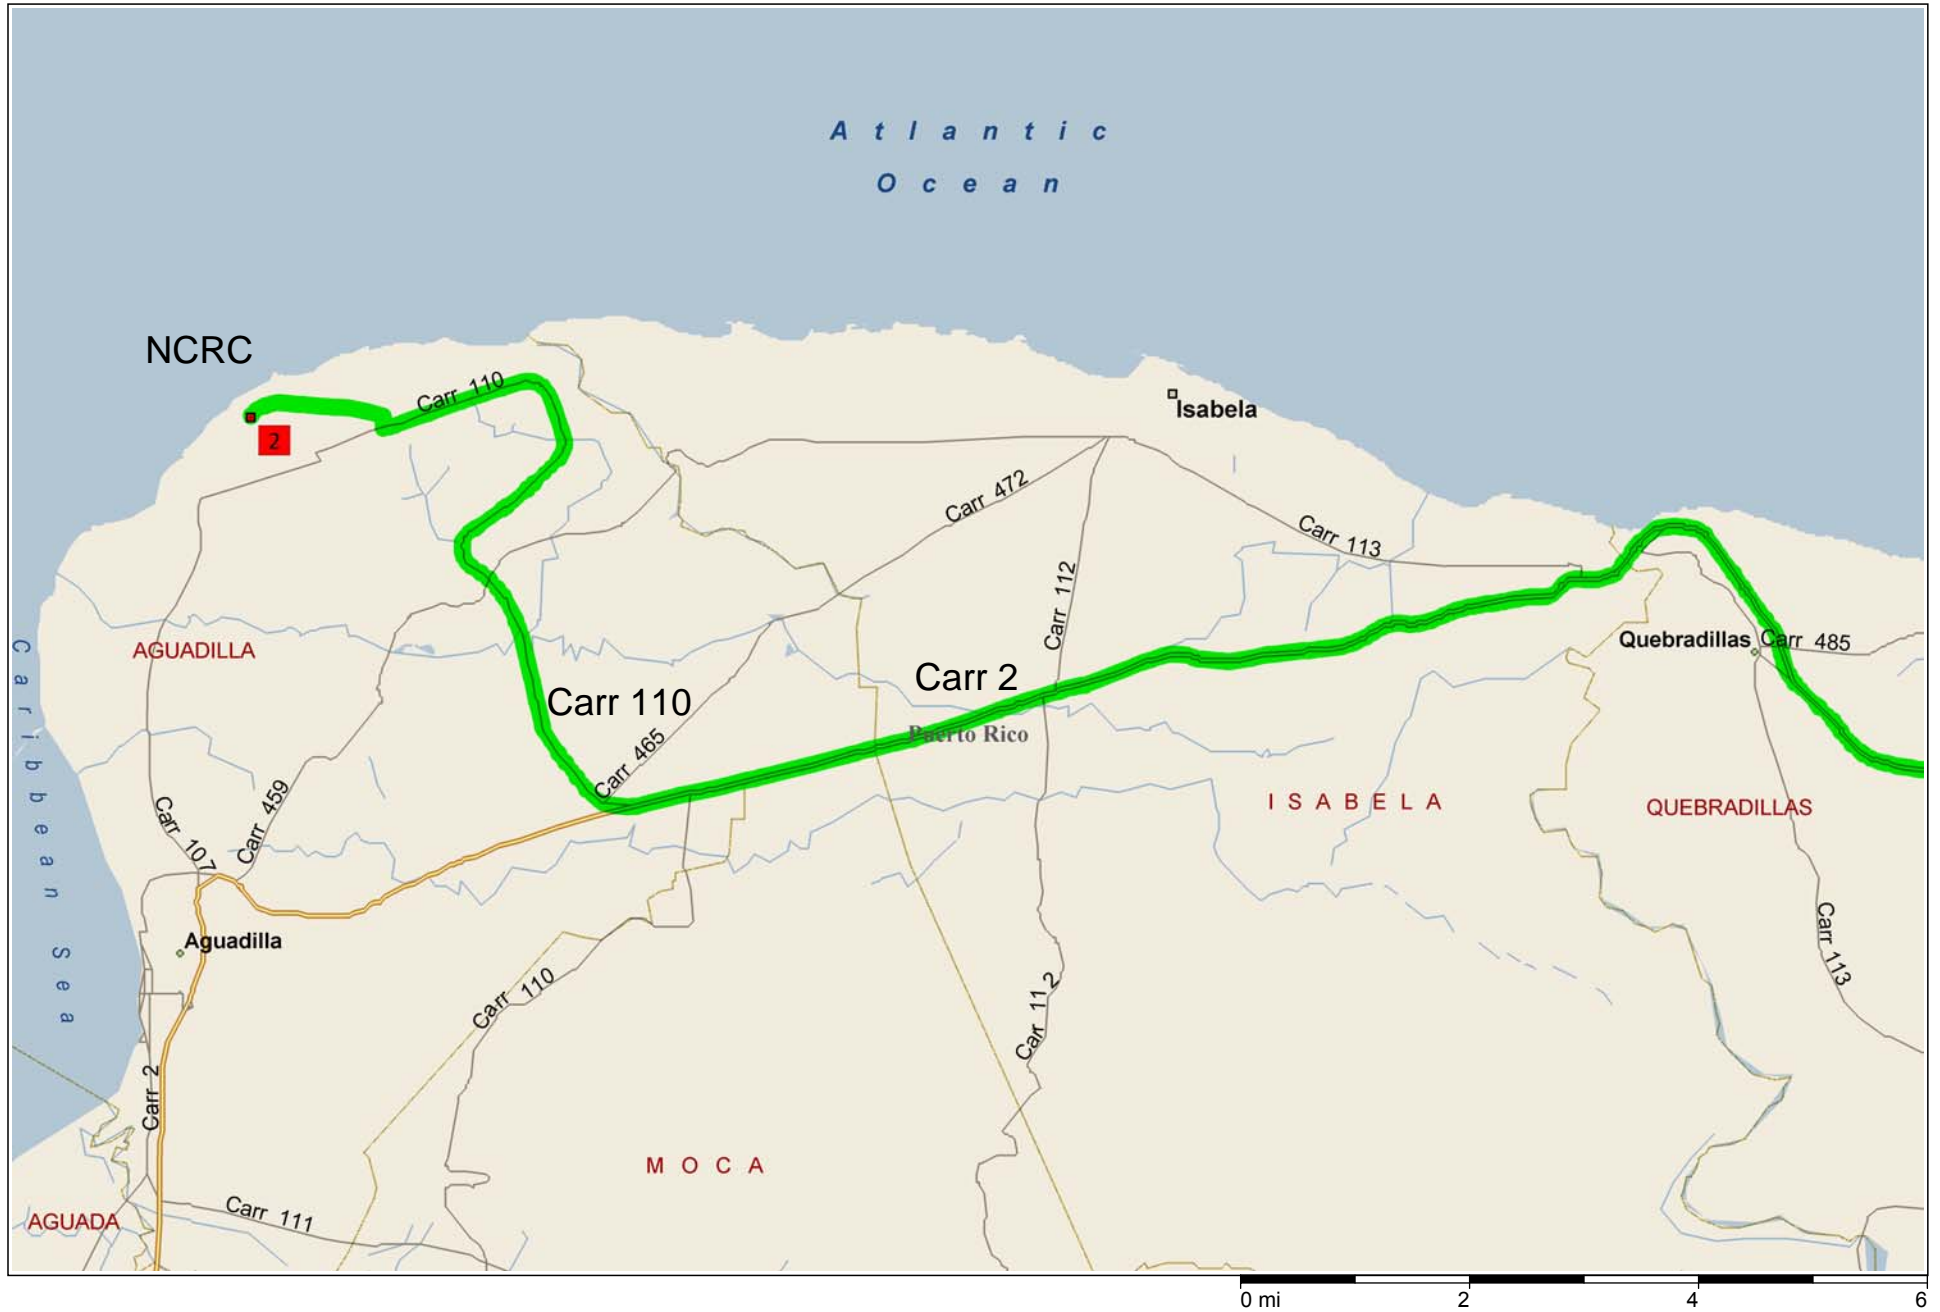 Atlantic
Ocean
NCRC
Carr 110
2
Isabela
Carr 472
Carr 113
Carr 112
Caribbean Sea
AGUADILLA
Quebradillas
Carr 485
Carr 2
Carr 110
Puerto Rico
Carr 465
Carr 459
Carr 107
ISABELA
QUEBRADILLAS
Aguadilla
Carr 110
Carr 112
Carr 113
Carr 2
MOCA
AGUADA
Carr 111
0 mi 2 4 6